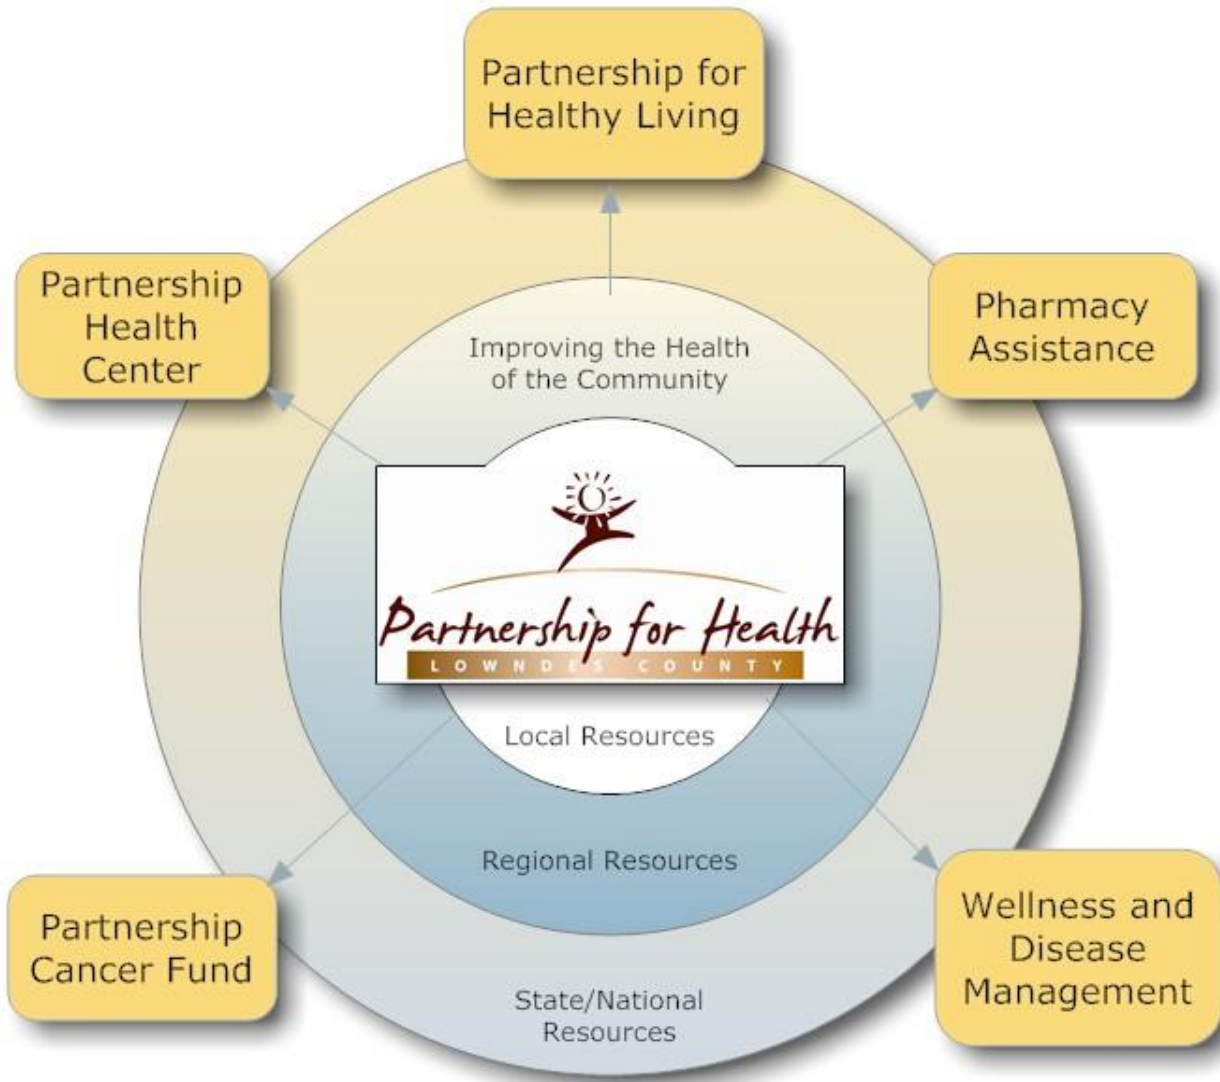 Partnership for
Healthy Living
Partnership
Health
Center
Pharmacy
Assistance
Improving the Health
of the Community
Partnership for Health
LOWNDES COUNTY
Local Resources
Regional Resources
Partnership
Cancer Fund
Wellness and
Disease
Management
State/National
Resources